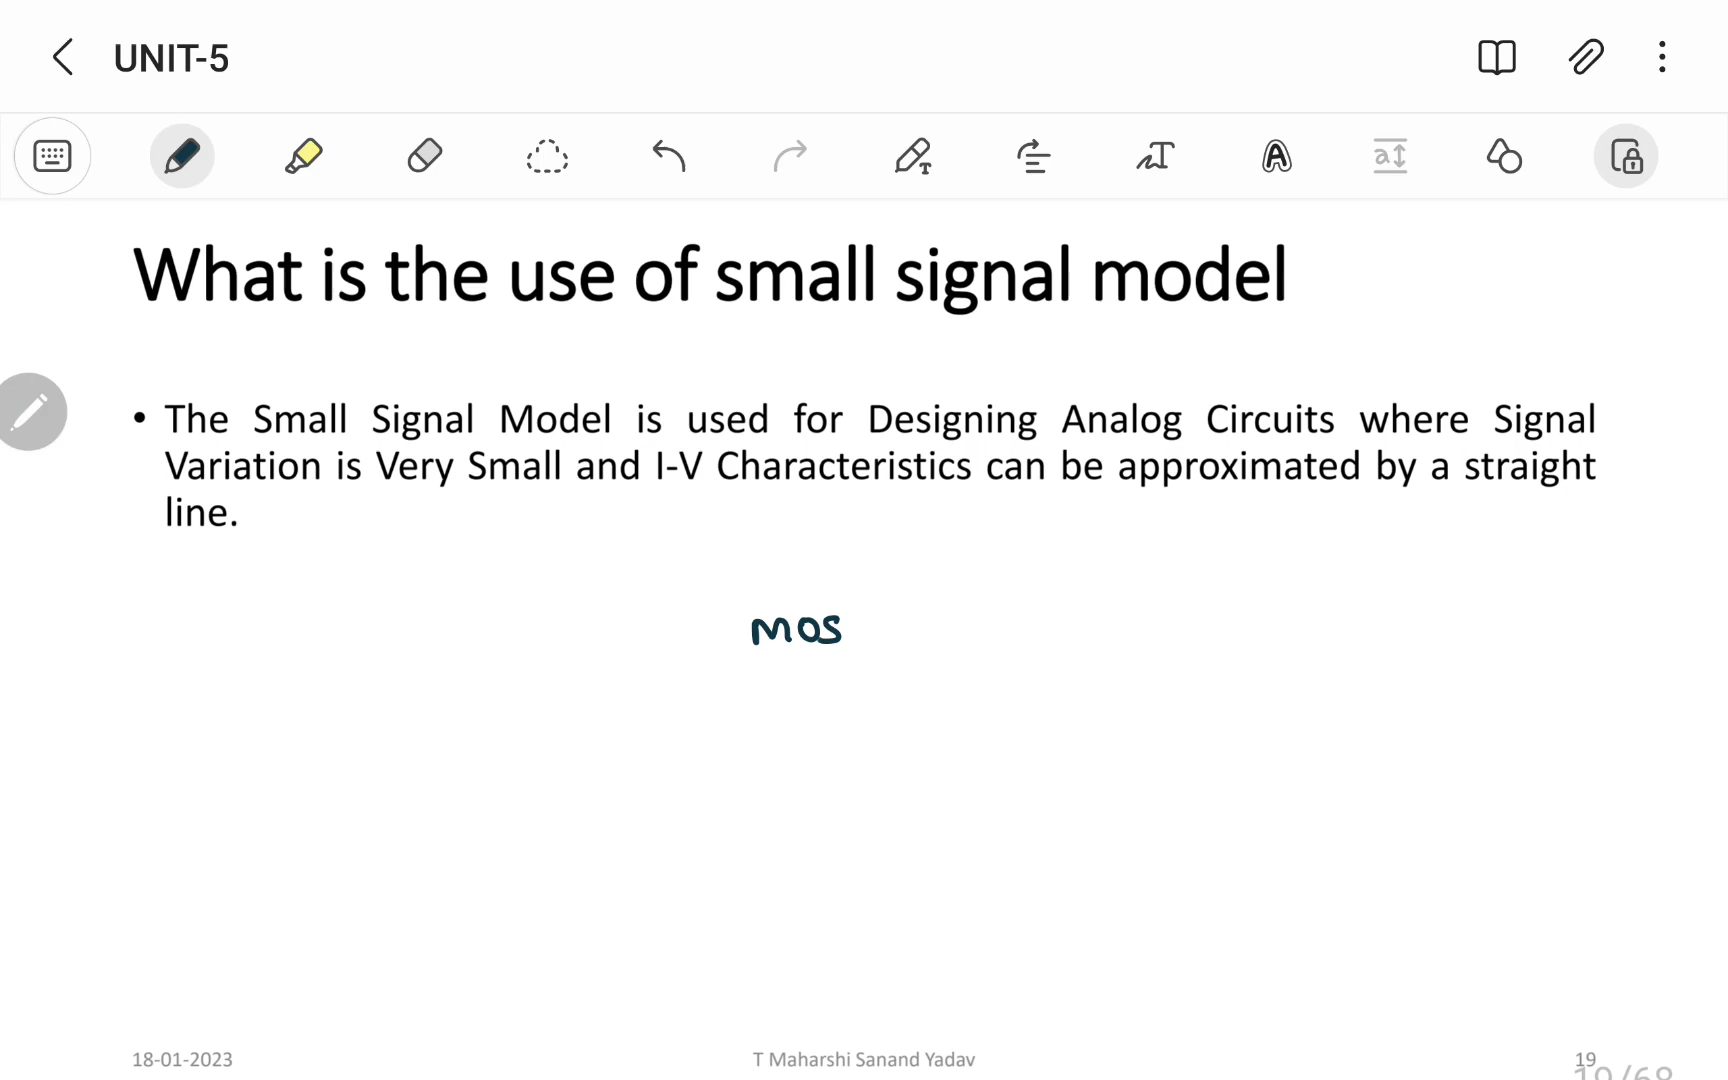 UNIT-5
What is the use of small signal model
• The Small Signal Model is used for Designing Analog Circuits where Signal
Variation is Very Small and I-V Characteristics can be approximated by a straight
line.
MOS
18-01-2023
T Maharshi Sanand Yadav
19
19/68